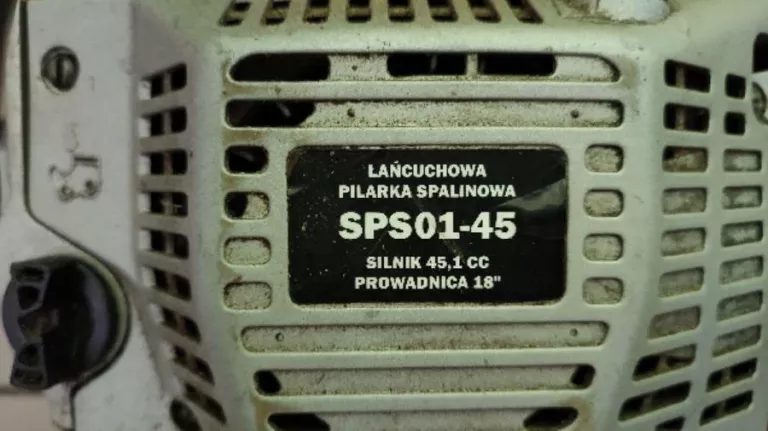 ŁAŃCUCHOWA
PILARKA SPALINOWA
SPS01-45
SILNIK 45,1 CC
PROWADNICA 18"